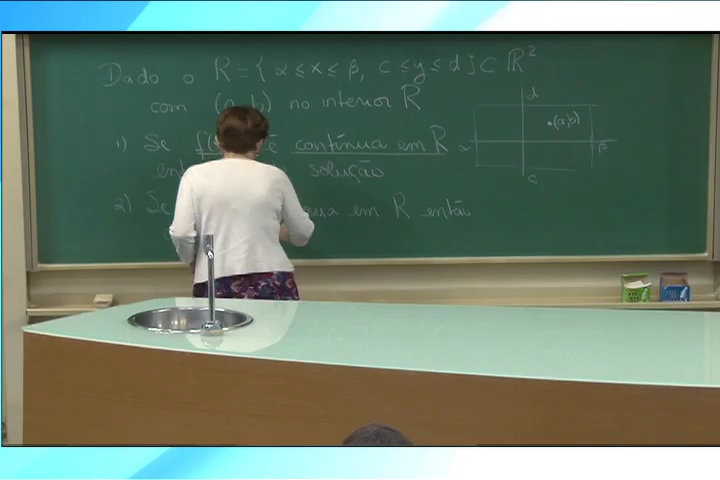 Dado o R = { α ≤ x ≤ β, c ≤ y ≤ d } ⊂ ℝ²
com (a, b) no interior R
1) Se é contínua em R
solução
2) Se em R então
d
(a,b)
α
β
c